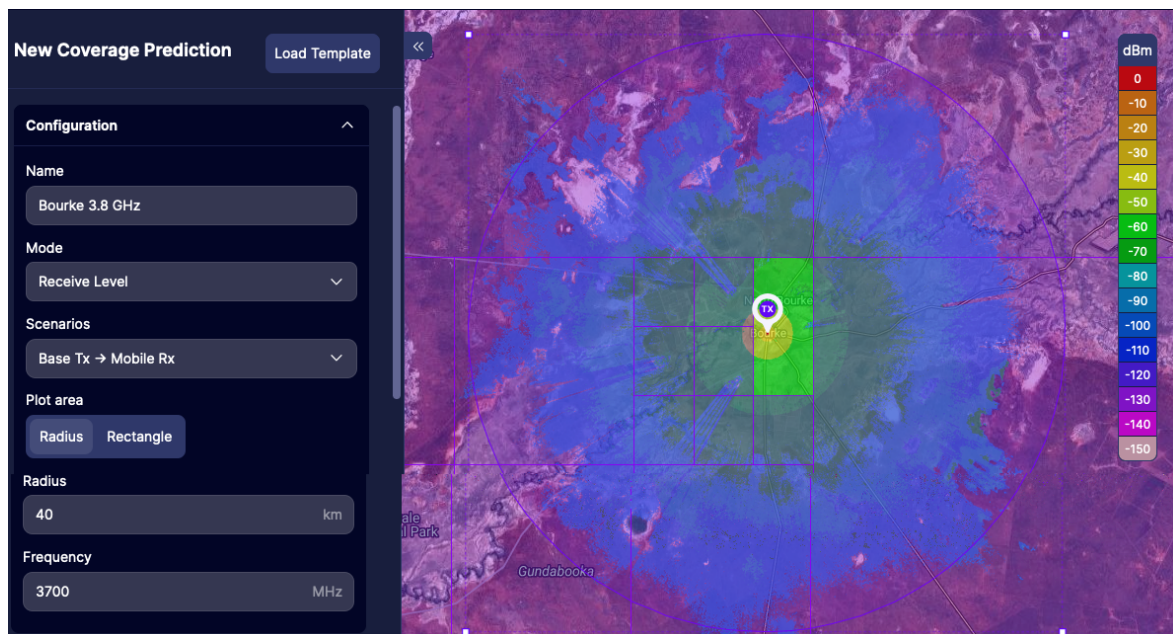 New Coverage Prediction
Load Template
Configuration
Name
Bourke 3.8 GHz
Mode
Receive Level
Scenarios
Base Tx → Mobile Rx
Plot area
Radius Rectangle
Radius
40 km
Frequency
3700 MHz
TX
Bourke
Park
Gundabooka
dBm
0
-10
-20
-30
-40
-50
-60
-70
-80
-90
-100
-110
-120
-130
-140
-150